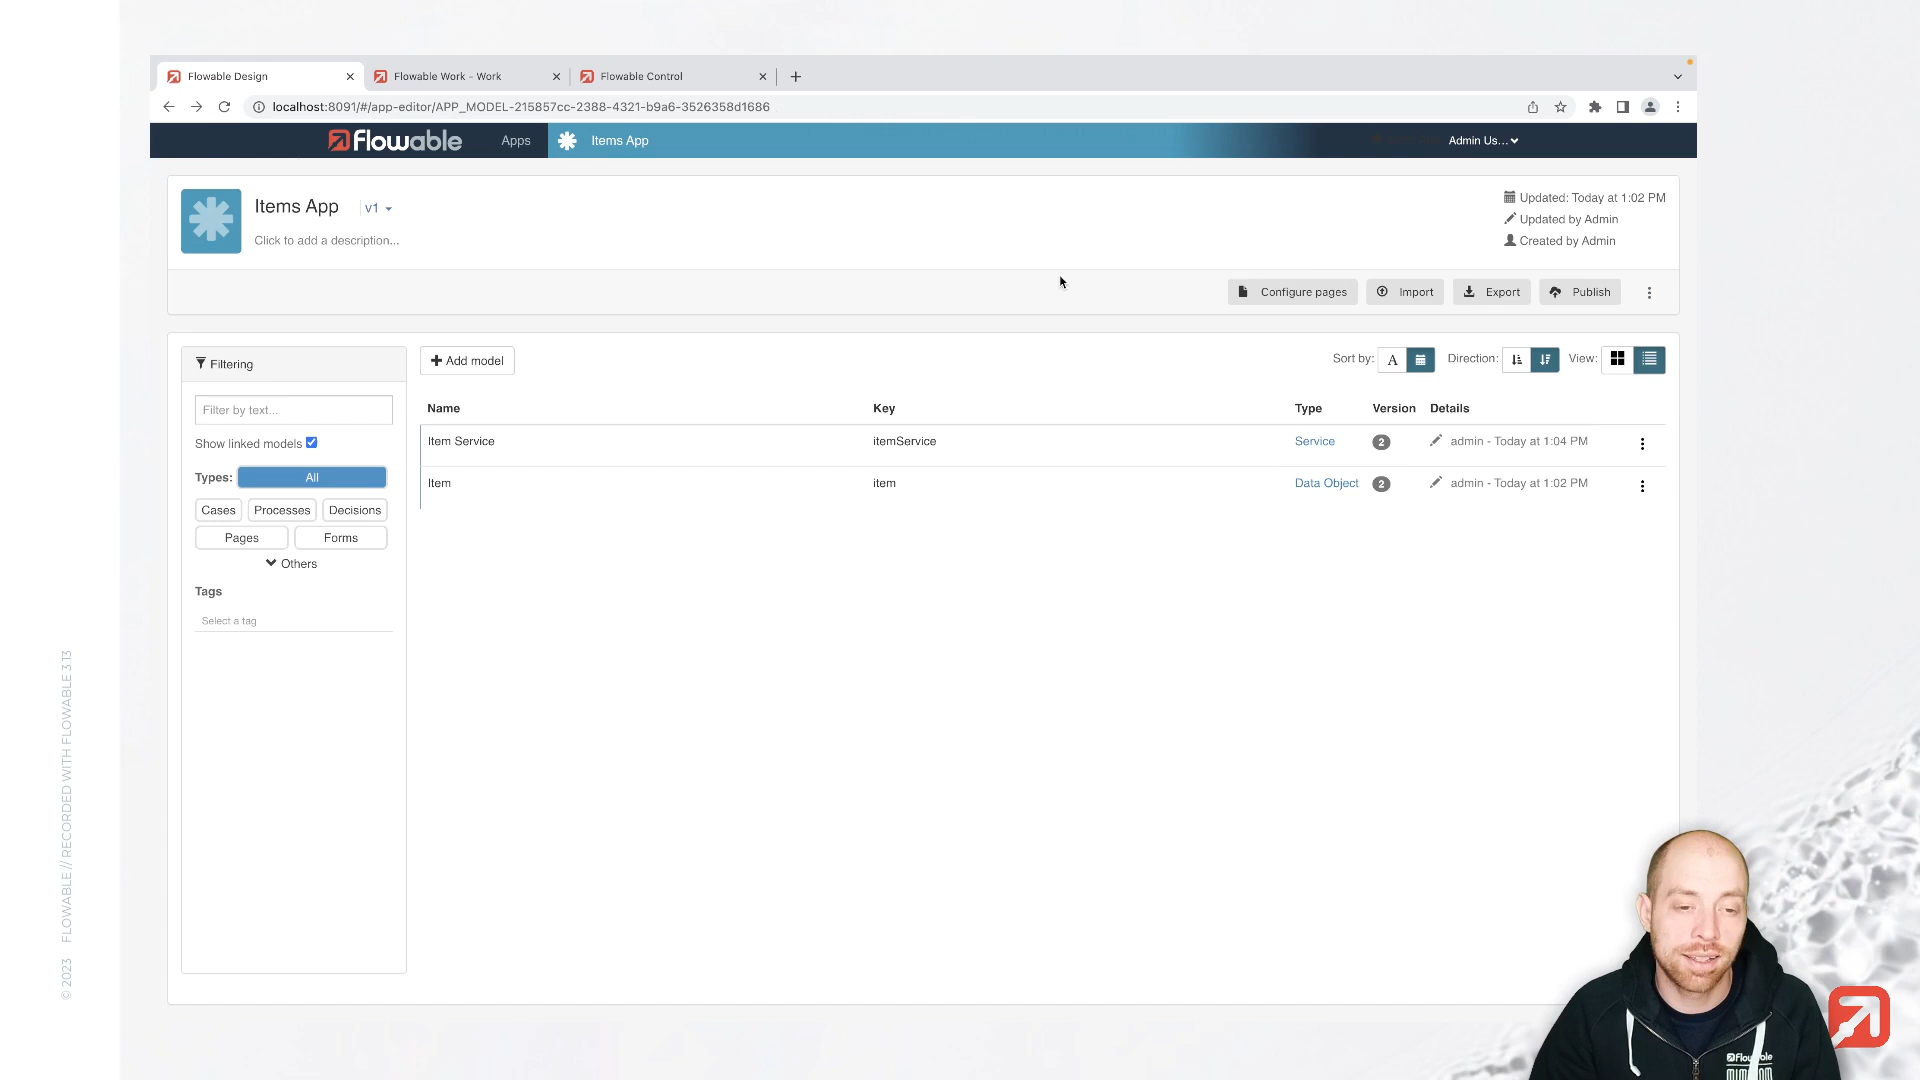 Flowable Design
Flowable Work - Work
Flowable Control
localhost:8091/#/app-editor/APP_MODEL-215857cc-2388-4321-b9a6-3526358d1686
Flowable
Apps
Items App
Admin Us...
Items App
v1
Click to add a description...
Updated: Today at 1:02 PM
Updated by Admin
Created by Admin
Configure pages
Import
Export
Publish
Filtering
Filter by text...
Show linked models
Types:
All
Cases
Processes
Decisions
Pages
Forms
Others
Tags
Select a tag
Add model
Sort by:
A
Direction:
View:
Name Key Type Version Details
Item Service itemService Service 2 admin - Today at 1:04 PM
Item item Data Object 2 admin - Today at 1:02 PM
© 2023 FLOWABLE // RECORDED WITH FLOWABLE 3.13
Flowable